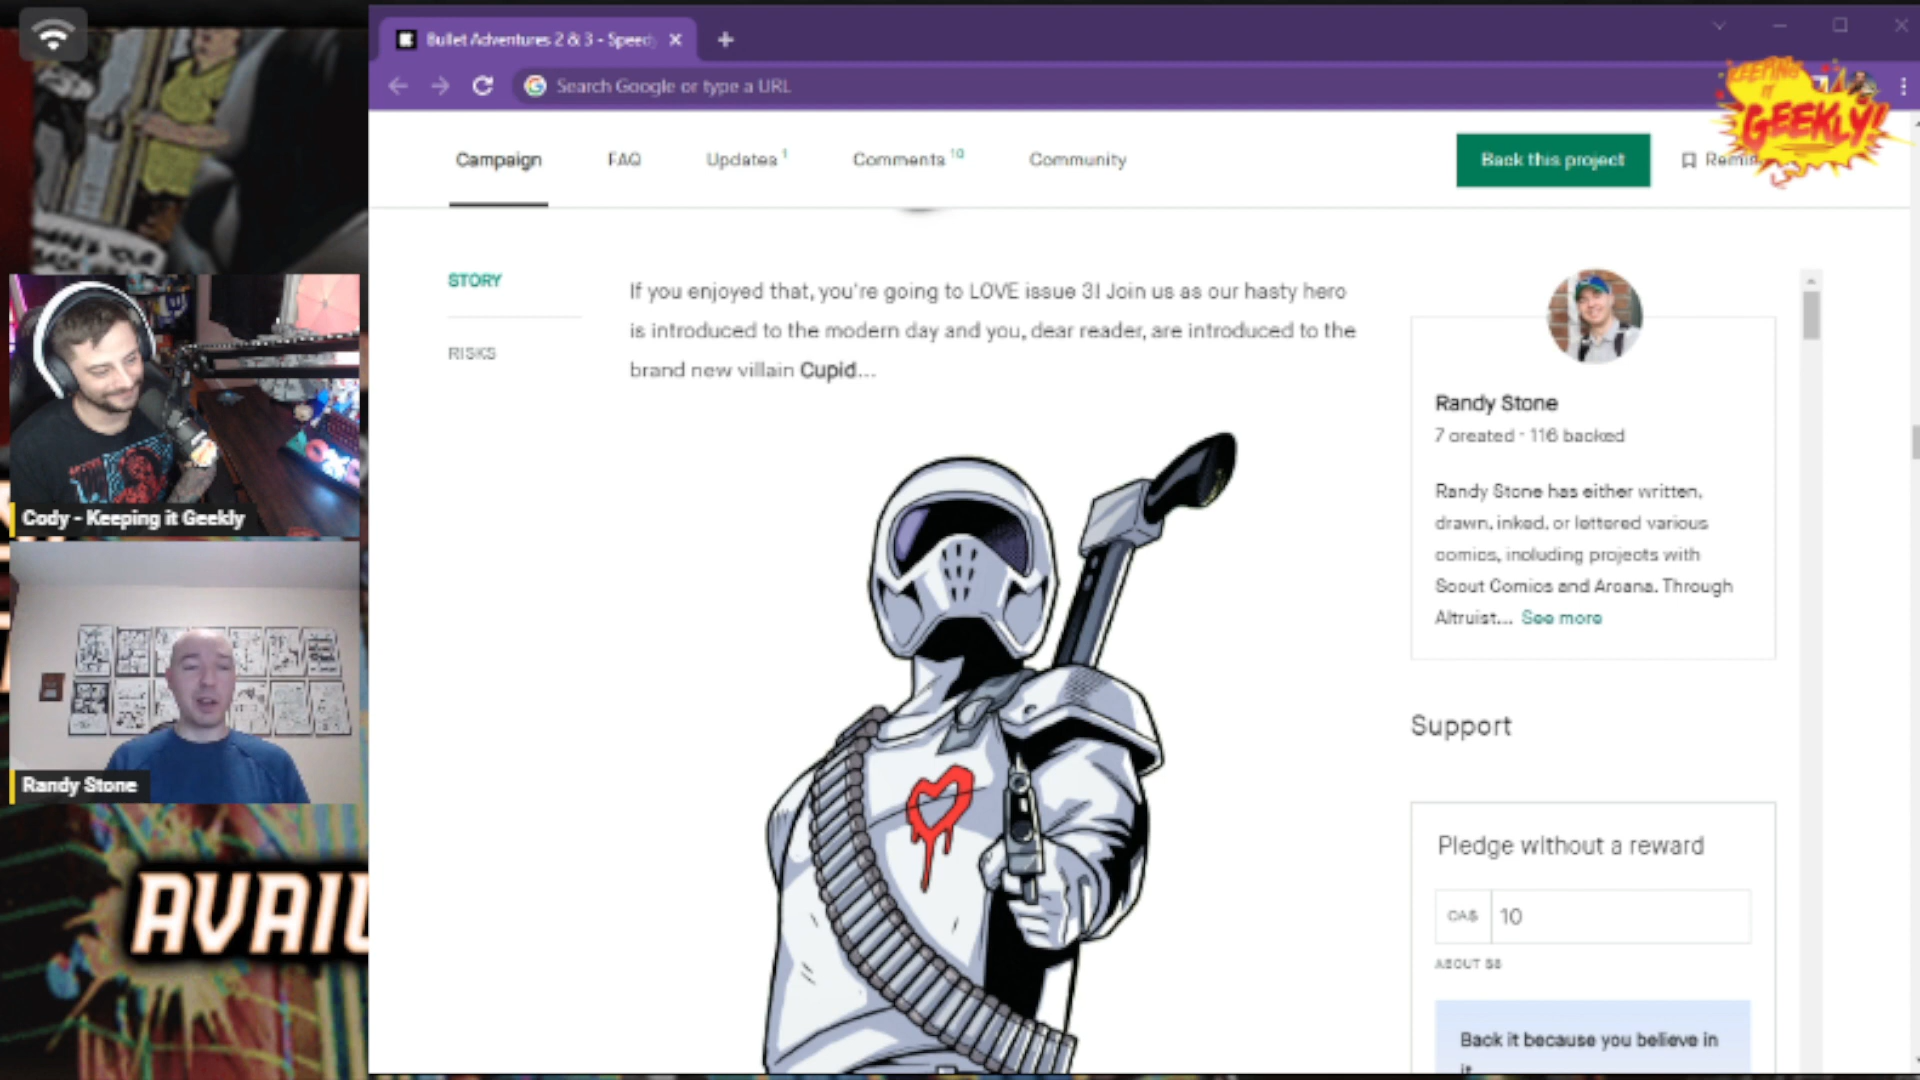 Bullet Adventures 2 & 3 - Speed
Search Google or type a URL
KEEPING
IT
GEEKLY!
Campaign
FAQ
Updates 1
Comments 10
Community
Back this project
Remin
STORY
RISKS
If you enjoyed that, you're going to LOVE issue 3! Join us as our hasty hero
is introduced to the modern day and you, dear reader, are introduced to the
brand new villain Cupid...
Randy Stone
7 created · 116 backed
Randy Stone has either written,
drawn, inked, or lettered various
comics, including projects with
Scout Comics and Arcana. Through
Altruist... See more
Support
Pledge without a reward
CA$ 10
ABOUT $8
Back it because you believe in
it.
Cody - Keeping it Geekly
Randy Stone
AVAIL